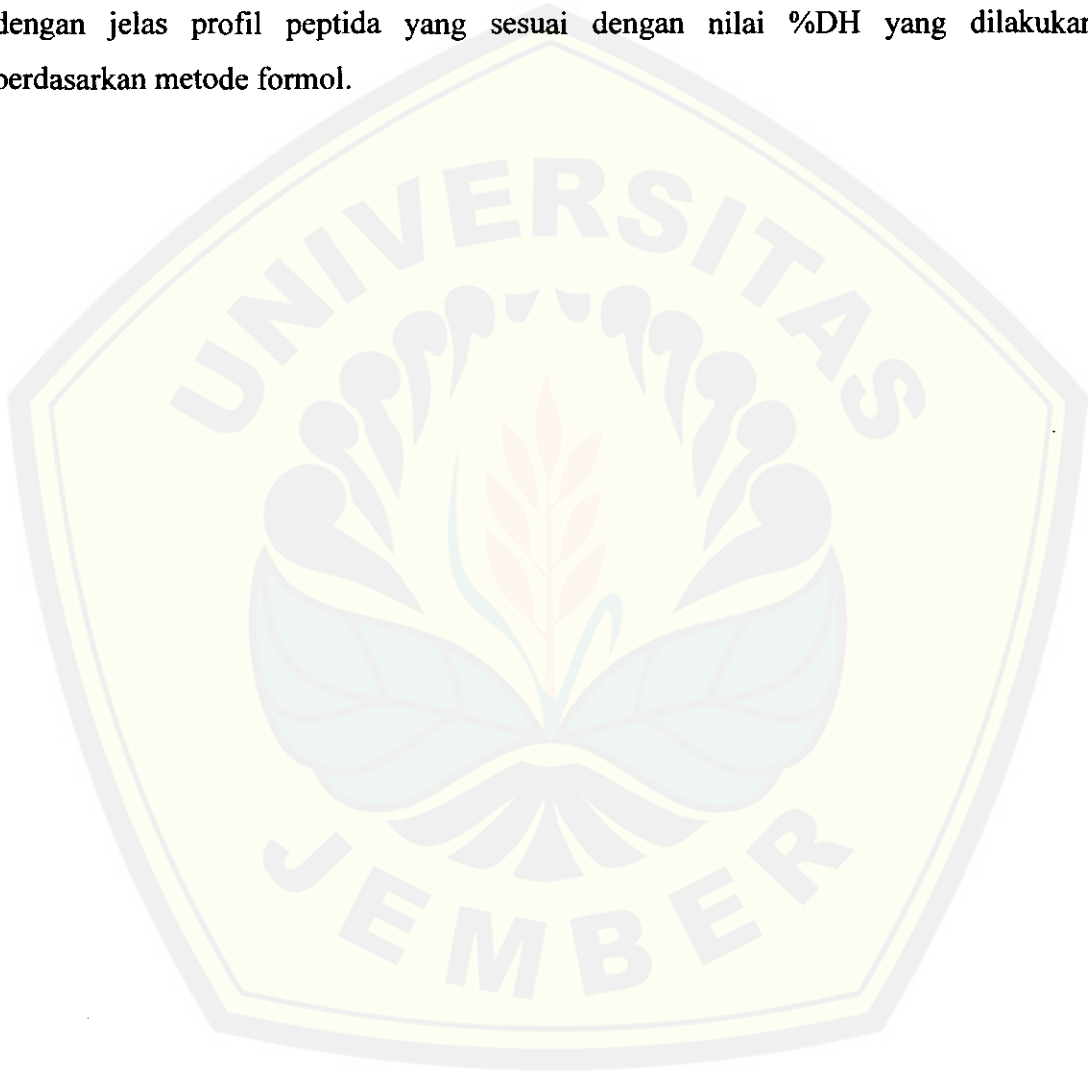 dengan jelas profil peptida yang sesuai dengan nilai %DH yang dilakukan
berdasarkan metode formol.
UNIVERSITAS
JEMBER